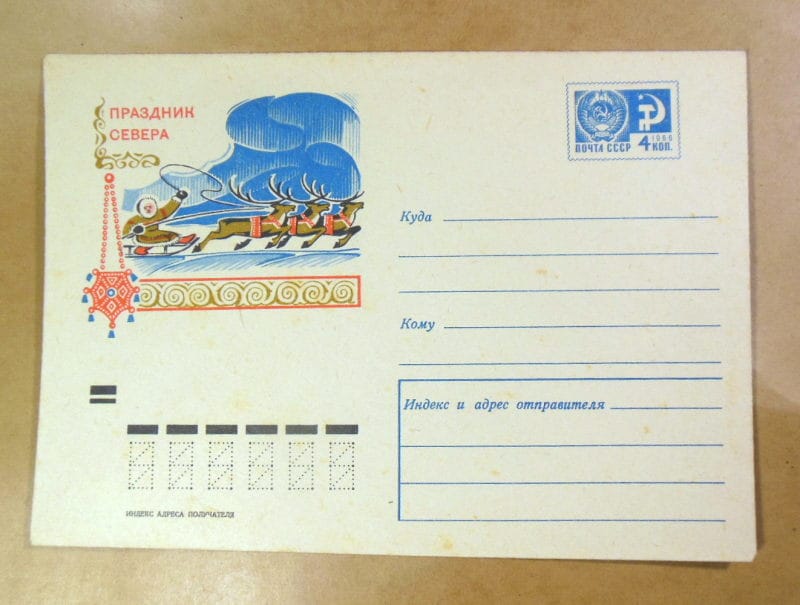 ПРАЗДНИК
СЕВЕРА
1966
ПОЧТА СССР 4 КОП.
Куда
Кому
Индекс и адрес отправителя
ИНДЕКС АДРЕСА ПОЛУЧАТЕЛЯ